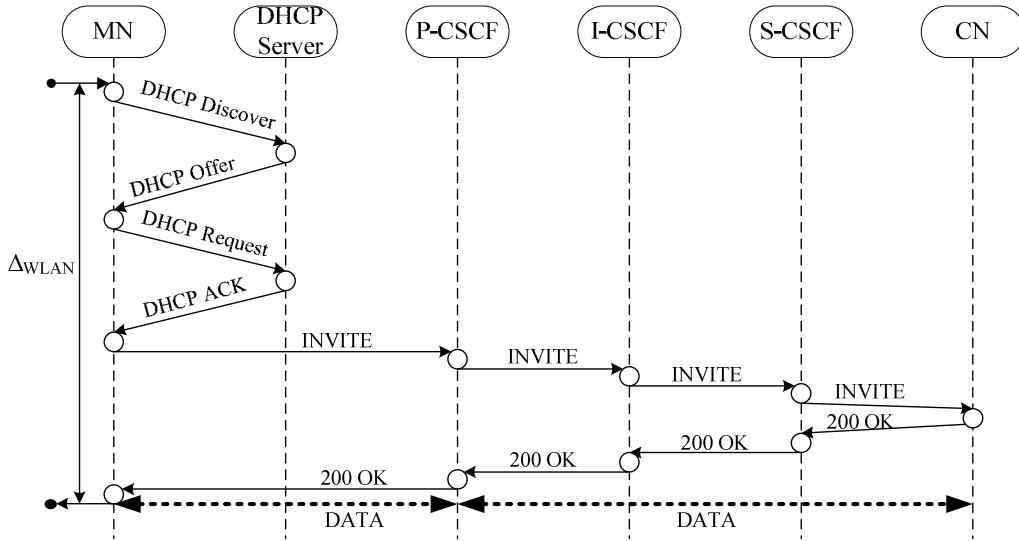 MN
DHCP
Server
P-CSCF
I-CSCF
S-CSCF
CN
DHCP Discover
DHCP Offer
DHCP Request
ΔWLAN
DHCP ACK
INVITE
INVITE
INVITE
INVITE
200 OK
200 OK
200 OK
200 OK
DATA
DATA